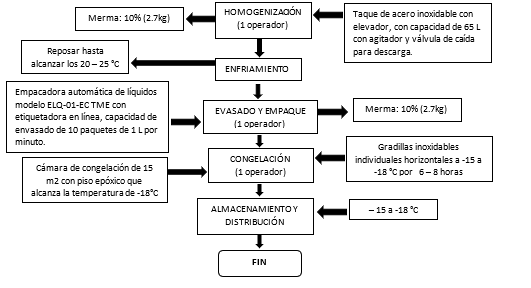 Merma: 10% (2.7kg)
HOMOGENIZACIÓN
(1 operador)
Taque de acero inoxidable con
elevador, con capacidad de 65 L
con agitador y válvula de caída
para descarga.
Reposar hasta
alcanzar los 20 – 25 °C
ENFRIAMIENTO
Empacadora automática de líquidos
modelo ELQ-01-EC TME con
etiquetadora en línea, capacidad de
envasado de 10 paquetes de 1 L por
minuto.
EVASADO Y EMPAQUE
(1 operador)
Merma: 10% (2.7kg)
Cámara de congelación de 15
m2 con piso epóxico que
alcanza la temperatura de -18°C
CONGELACIÓN
(1 operador)
Gradillas inoxidables
individuales horizontales a -15 a
-18 °C por 6 – 8 horas
ALMACENAMIENTO Y
DISTRIBUCIÓN
– 15 a -18 °C
FIN